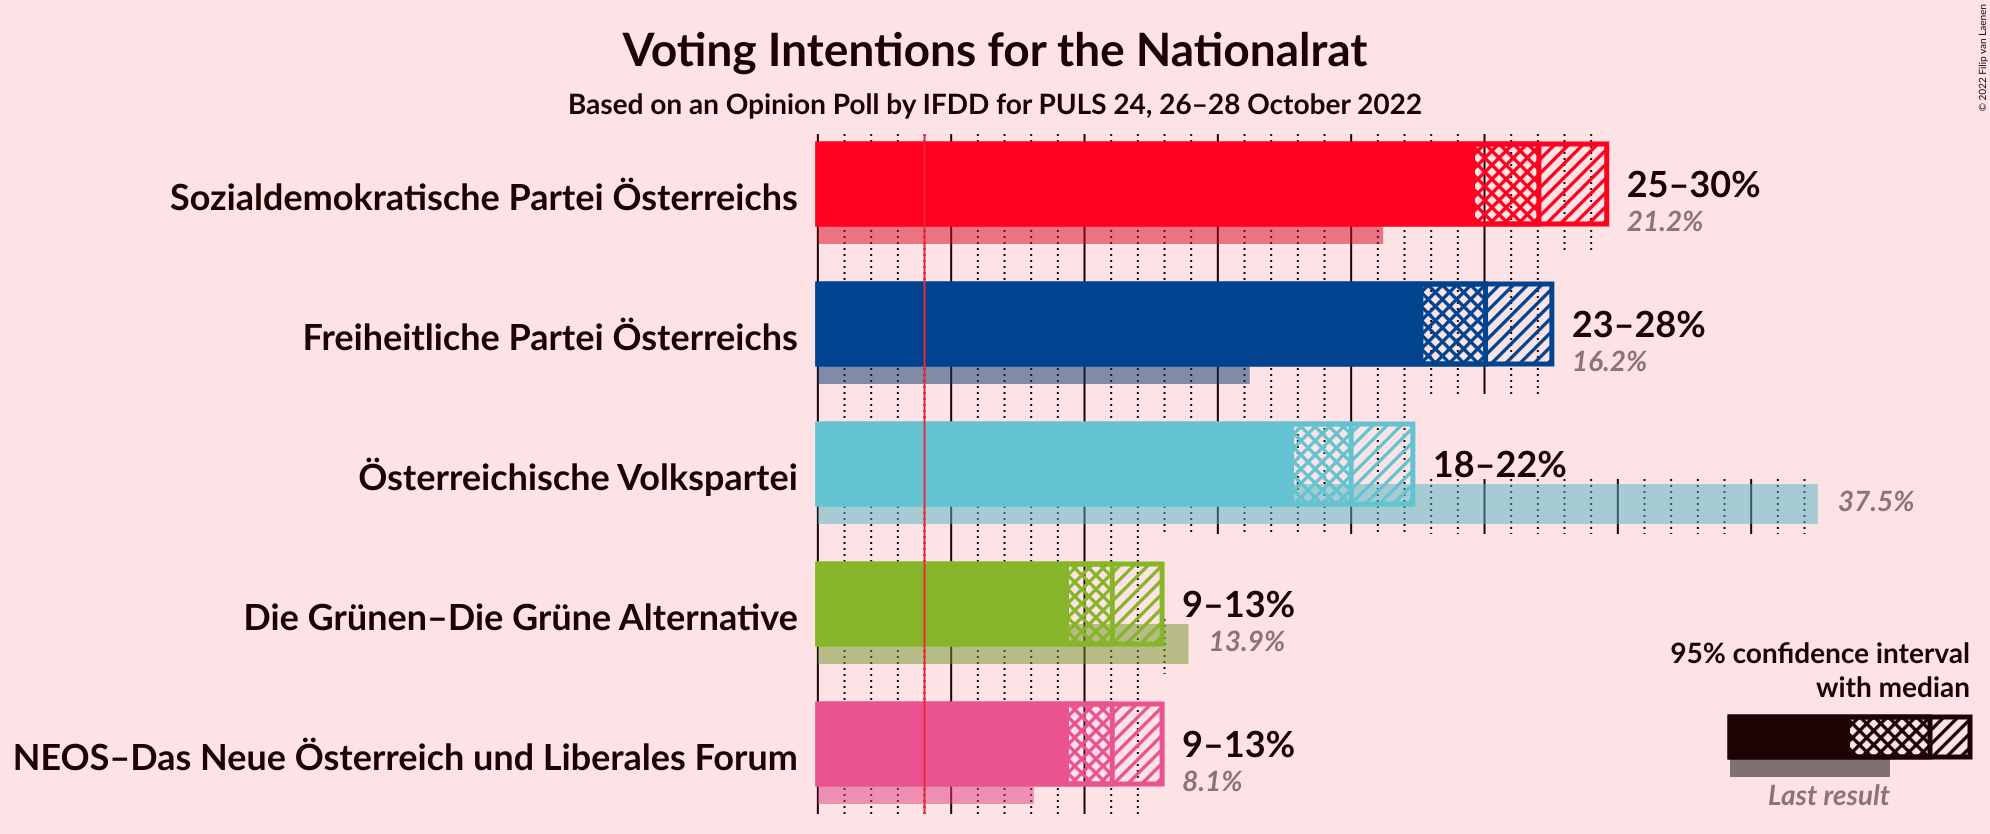 Voting Intentions for the Nationalrat
Based on an Opinion Poll by IFDD for PULS 24, 26–28 October 2022
© 2022 Filip van Laenen
Sozialdemokratische Partei Österreichs
25–30%
21.2%
Freiheitliche Partei Österreichs
23–28%
16.2%
Österreichische Volkspartei
18–22%
37.5%
Die Grünen–Die Grüne Alternative
9–13%
13.9%
NEOS–Das Neue Österreich und Liberales Forum
9–13%
8.1%
95% confidence interval
with median
Last result